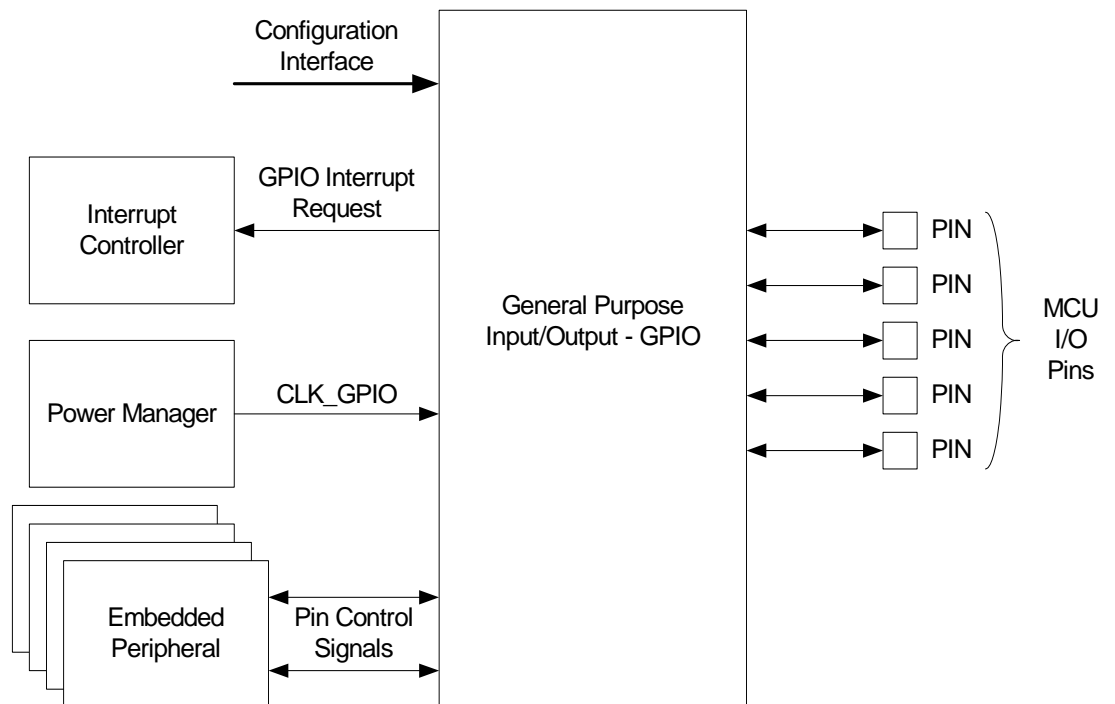 Configuration
Interface
GPIO Interrupt
Request
Interrupt
Controller
General Purpose
Input/Output - GPIO
Power Manager
CLK_GPIO
Embedded
Peripheral
Pin Control
Signals
PIN
PIN
PIN
PIN
PIN
MCU
I/O
Pins